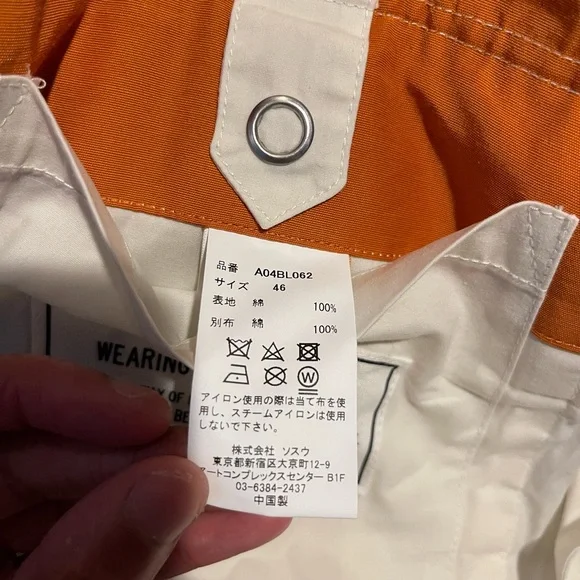 品番 A04BL062
サイズ 46
表地 綿 100%
別布 綿 100%
アイロン使用の際は当て布を使
用し、スチームアイロンは使用
しないで下さい。
株式会社 ソスウ
東京都新宿区大京町12-9
アートコンプレックスセンター B1F
03-6384-2437
中国製
WEARING
OF
BE